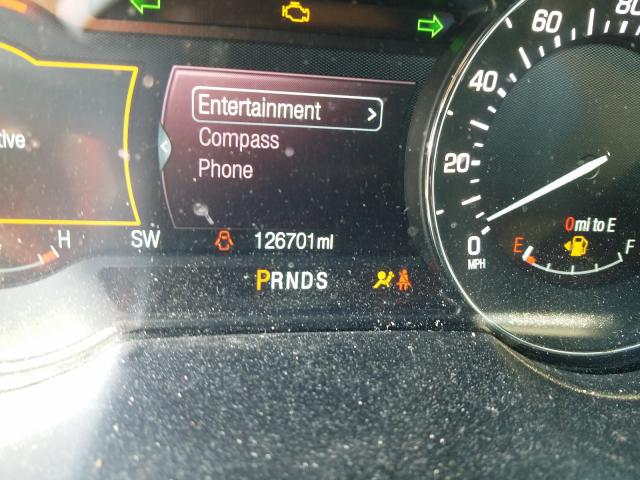 80
60
40
20
0
MPH
Entertainment >
Compass
Phone
tive
H
SW
126701mi
PRNDS
0mi to E
E
F